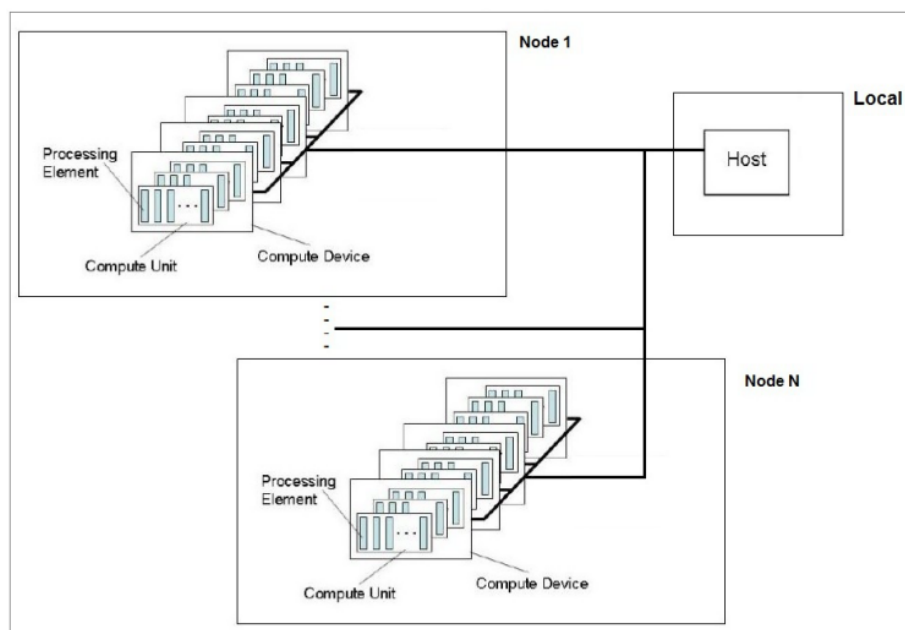 Node 1
Local
Host
Processing
Element
Compute Device
Compute Unit
Node N
Processing
Element
Compute Device
Compute Unit